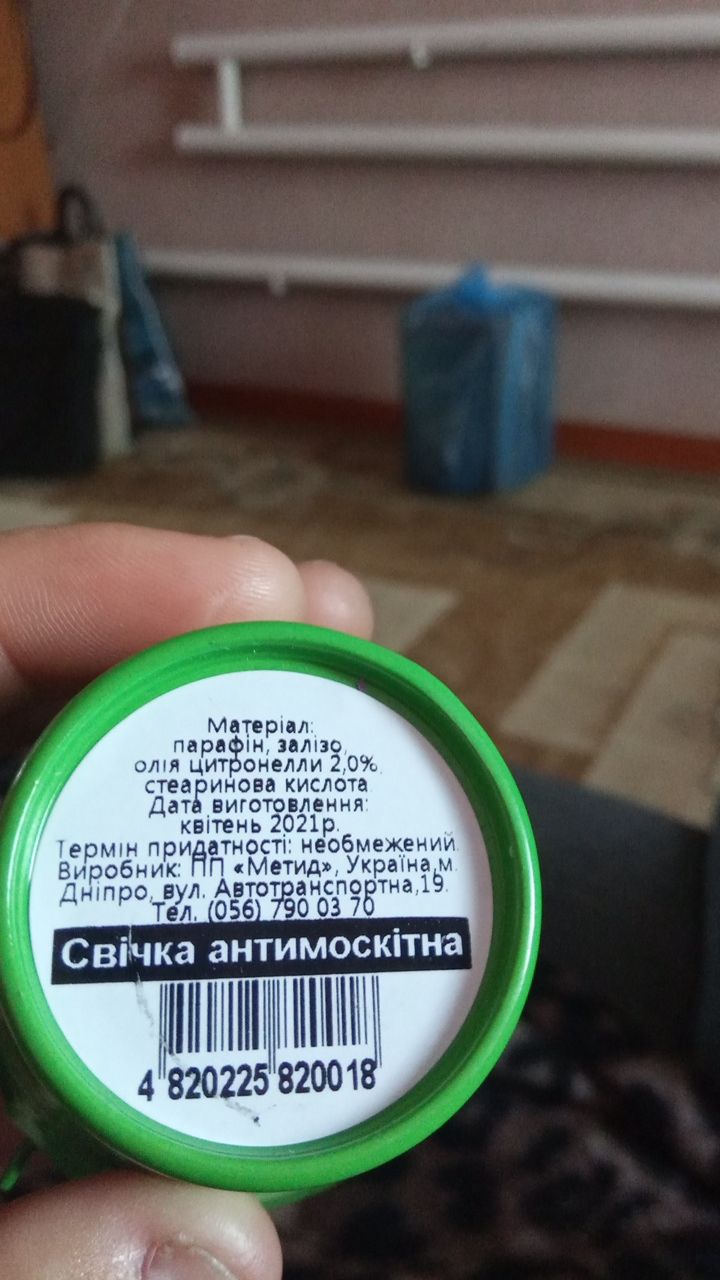 Матеріал:
парафін, залізо,
олія цитронелли 2,0%,
стеаринова кислота.
Дата виготовлення:
квітень 2021р.
Термін придатності: необмежений.
Виробник: ПП «Метид», Україна,м.
Дніпро, вул. Автотранспортна,19.
Тел. (056) 790 03 70
Свічка антимоскітна
4 820225 820018